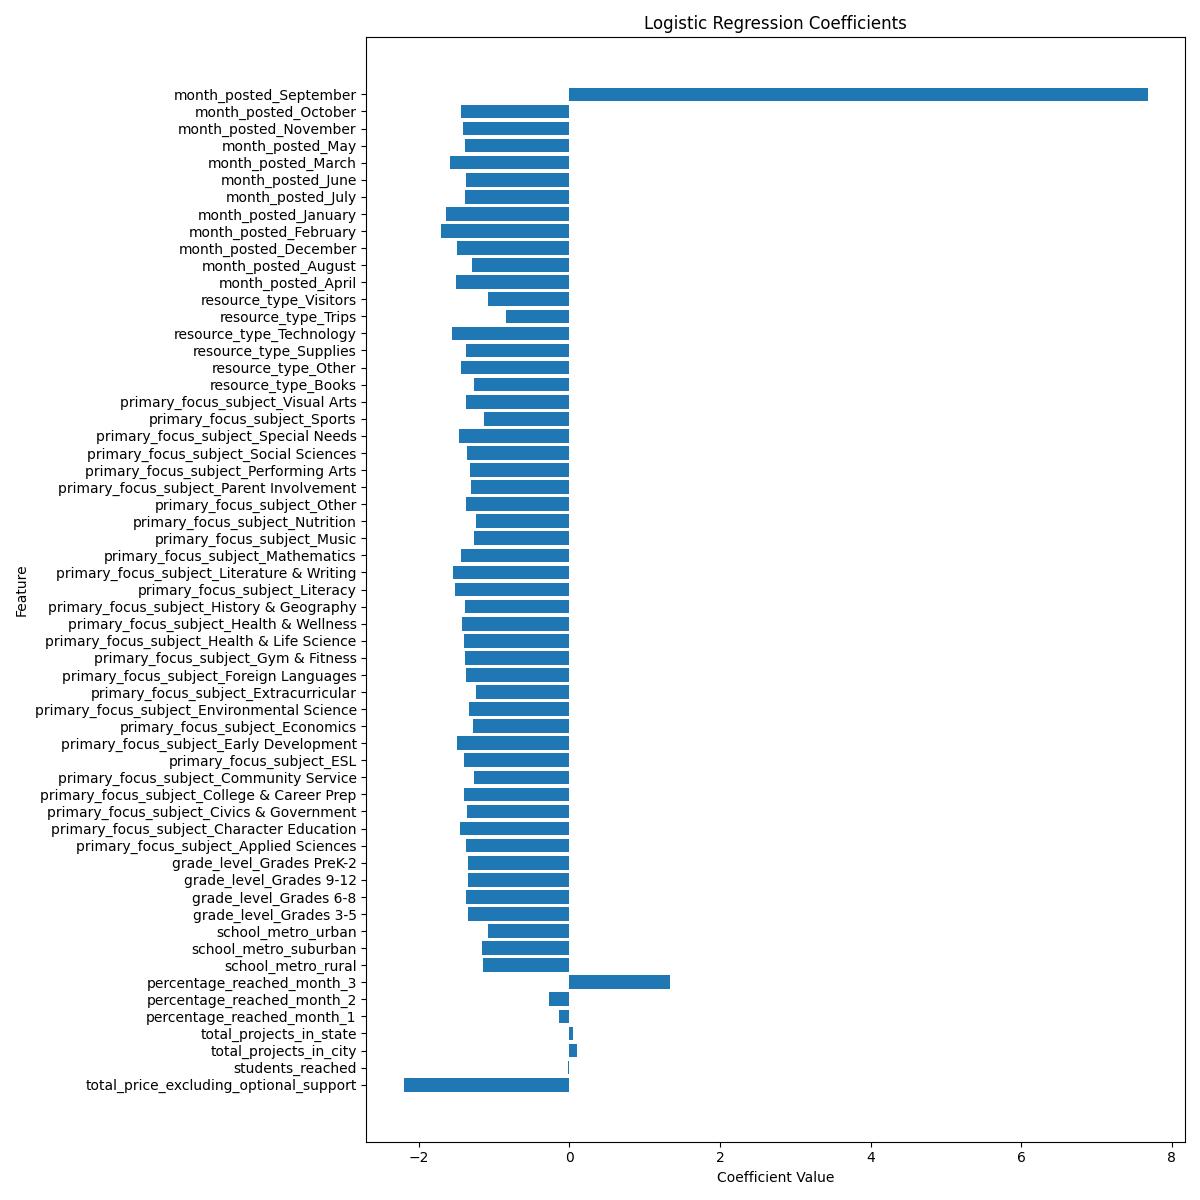 Logistic Regression Coefficients
month_posted_September
month_posted_October
month_posted_November
month_posted_May
month_posted_March
month_posted_June
month_posted_July
month_posted_January
month_posted_February
month_posted_December
month_posted_August
month_posted_April
resource_type_Visitors
resource_type_Trips
resource_type_Technology
resource_type_Supplies
resource_type_Other
resource_type_Books
primary_focus_subject_Visual Arts
primary_focus_subject_Sports
primary_focus_subject_Special Needs
primary_focus_subject_Social Sciences
primary_focus_subject_Performing Arts
primary_focus_subject_Parent Involvement
primary_focus_subject_Other
primary_focus_subject_Nutrition
primary_focus_subject_Music
primary_focus_subject_Mathematics
primary_focus_subject_Literature & Writing
primary_focus_subject_Literacy
primary_focus_subject_History & Geography
primary_focus_subject_Health & Wellness
primary_focus_subject_Health & Life Science
primary_focus_subject_Gym & Fitness
primary_focus_subject_Foreign Languages
primary_focus_subject_Extracurricular
primary_focus_subject_Environmental Science
primary_focus_subject_Economics
primary_focus_subject_Early Development
primary_focus_subject_ESL
primary_focus_subject_Community Service
primary_focus_subject_College & Career Prep
primary_focus_subject_Civics & Government
primary_focus_subject_Character Education
primary_focus_subject_Applied Sciences
grade_level_Grades PreK-2
grade_level_Grades 9-12
grade_level_Grades 6-8
grade_level_Grades 3-5
school_metro_urban
school_metro_suburban
school_metro_rural
percentage_reached_month_3
percentage_reached_month_2
percentage_reached_month_1
total_projects_in_state
total_projects_in_city
students_reached
total_price_excluding_optional_support
Feature
−2 0 2 4 6 8
Coefficient Value